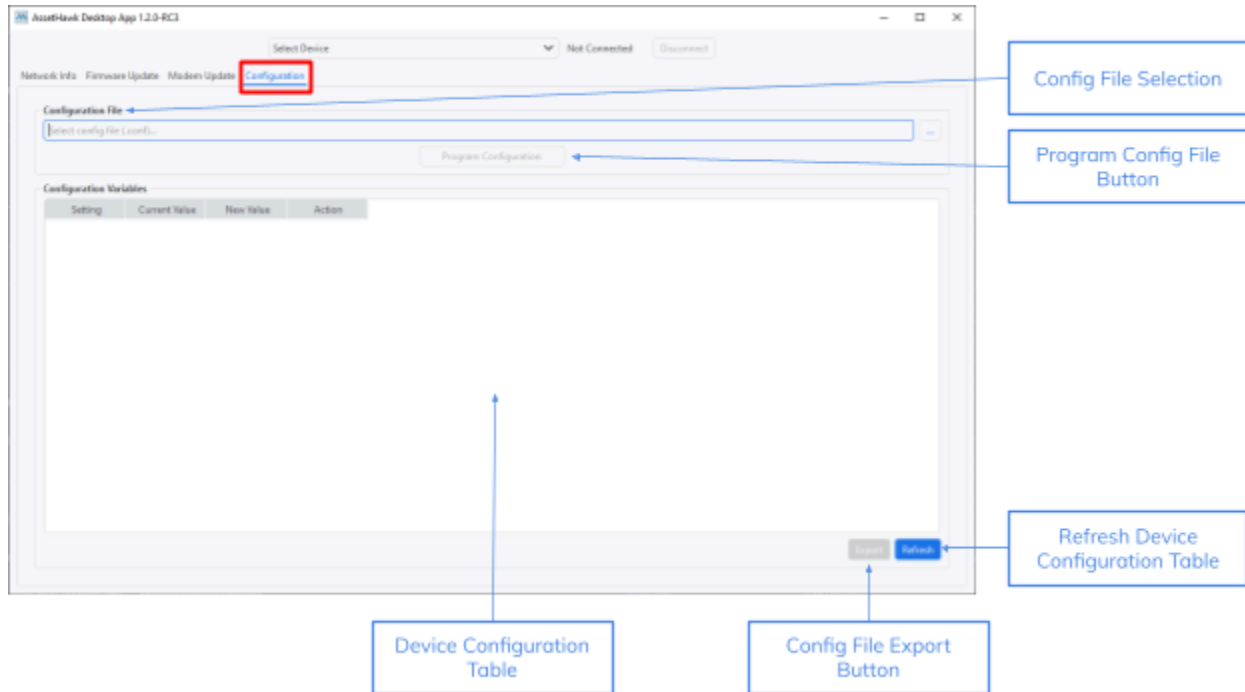 AssetHawk Desktop App 1.2.0-RC3
Select Device
Not Connected
Disconnect
Network Info Firmware Update Modem Update Configuration
Configuration File
Select config file (.conf)...
...
Program Configuration
Configuration Variables
Setting Current Value New Value Action
Export Refresh
Config File Selection
Program Config File
Button
Refresh Device
Configuration Table
Device Configuration
Table
Config File Export
Button